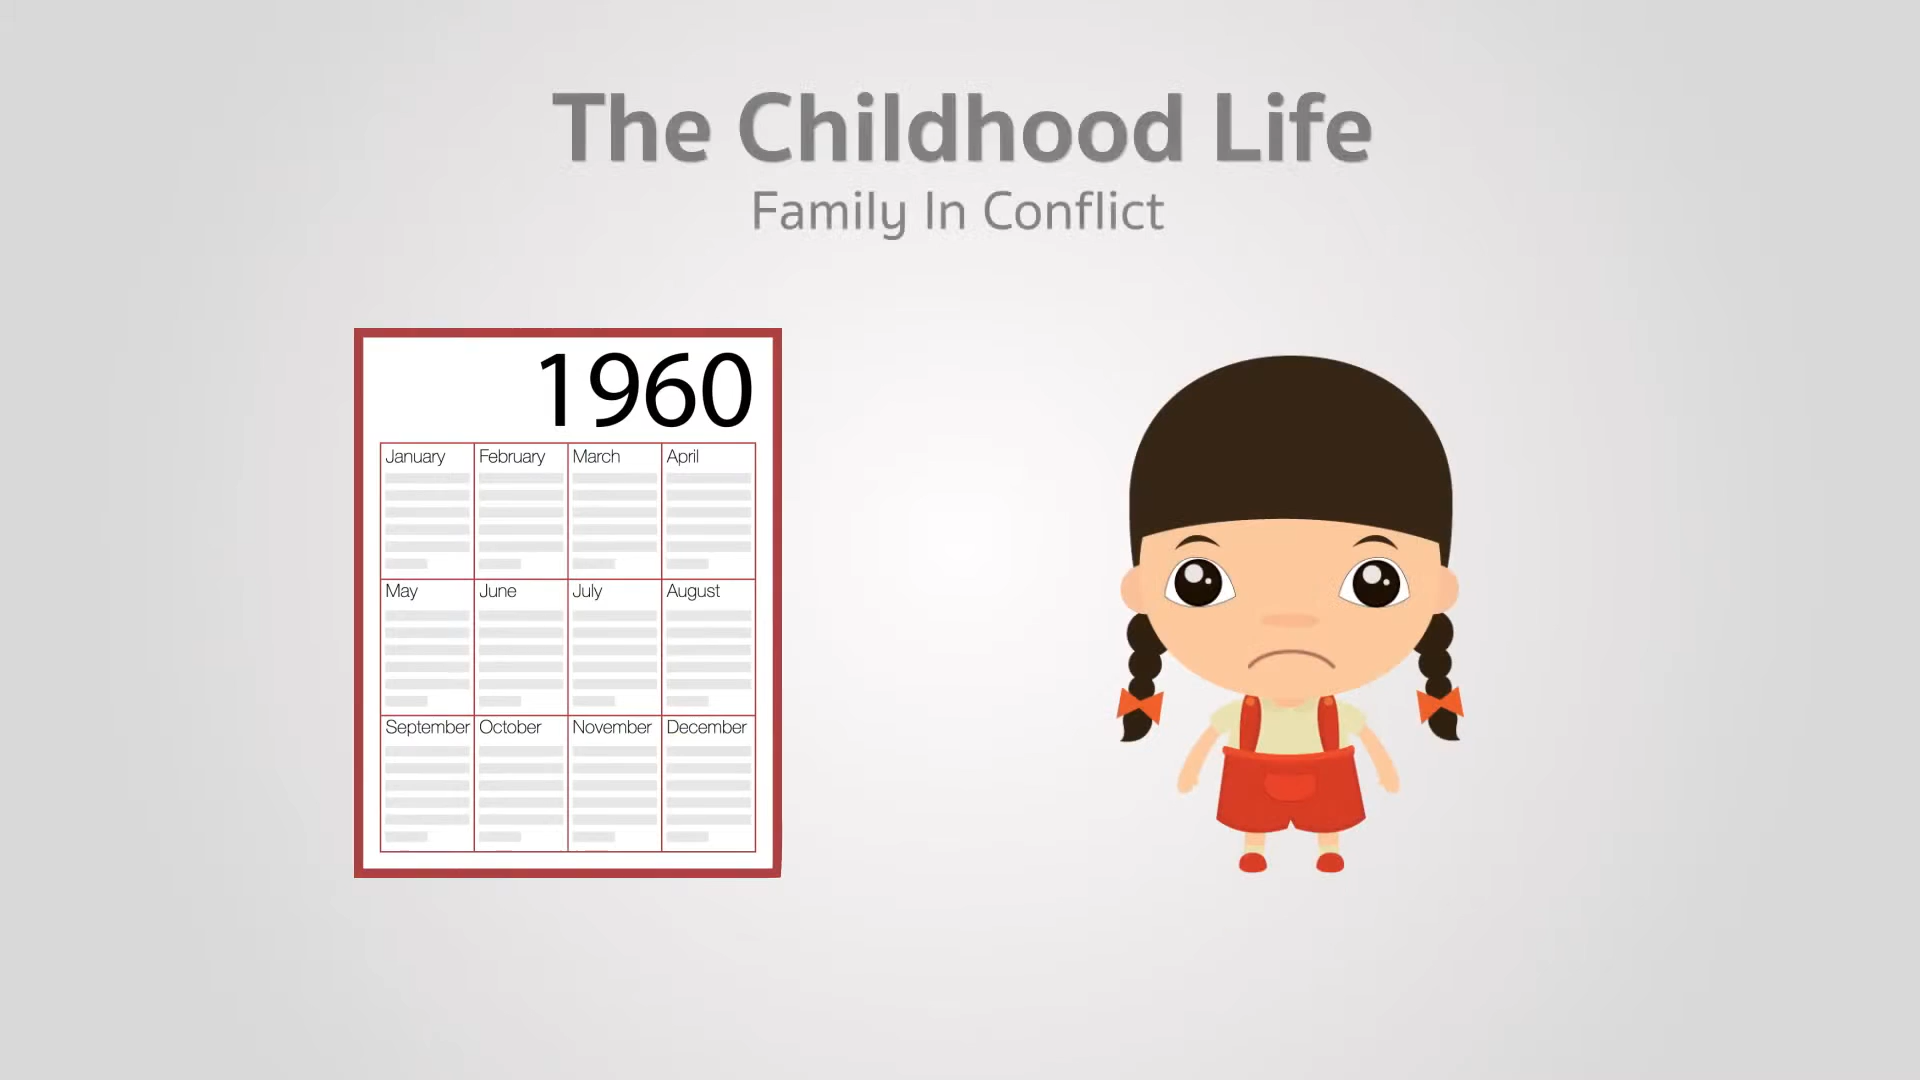 The Childhood Life
Family In Conflict
1960
January February March April
May June July August
September October November December